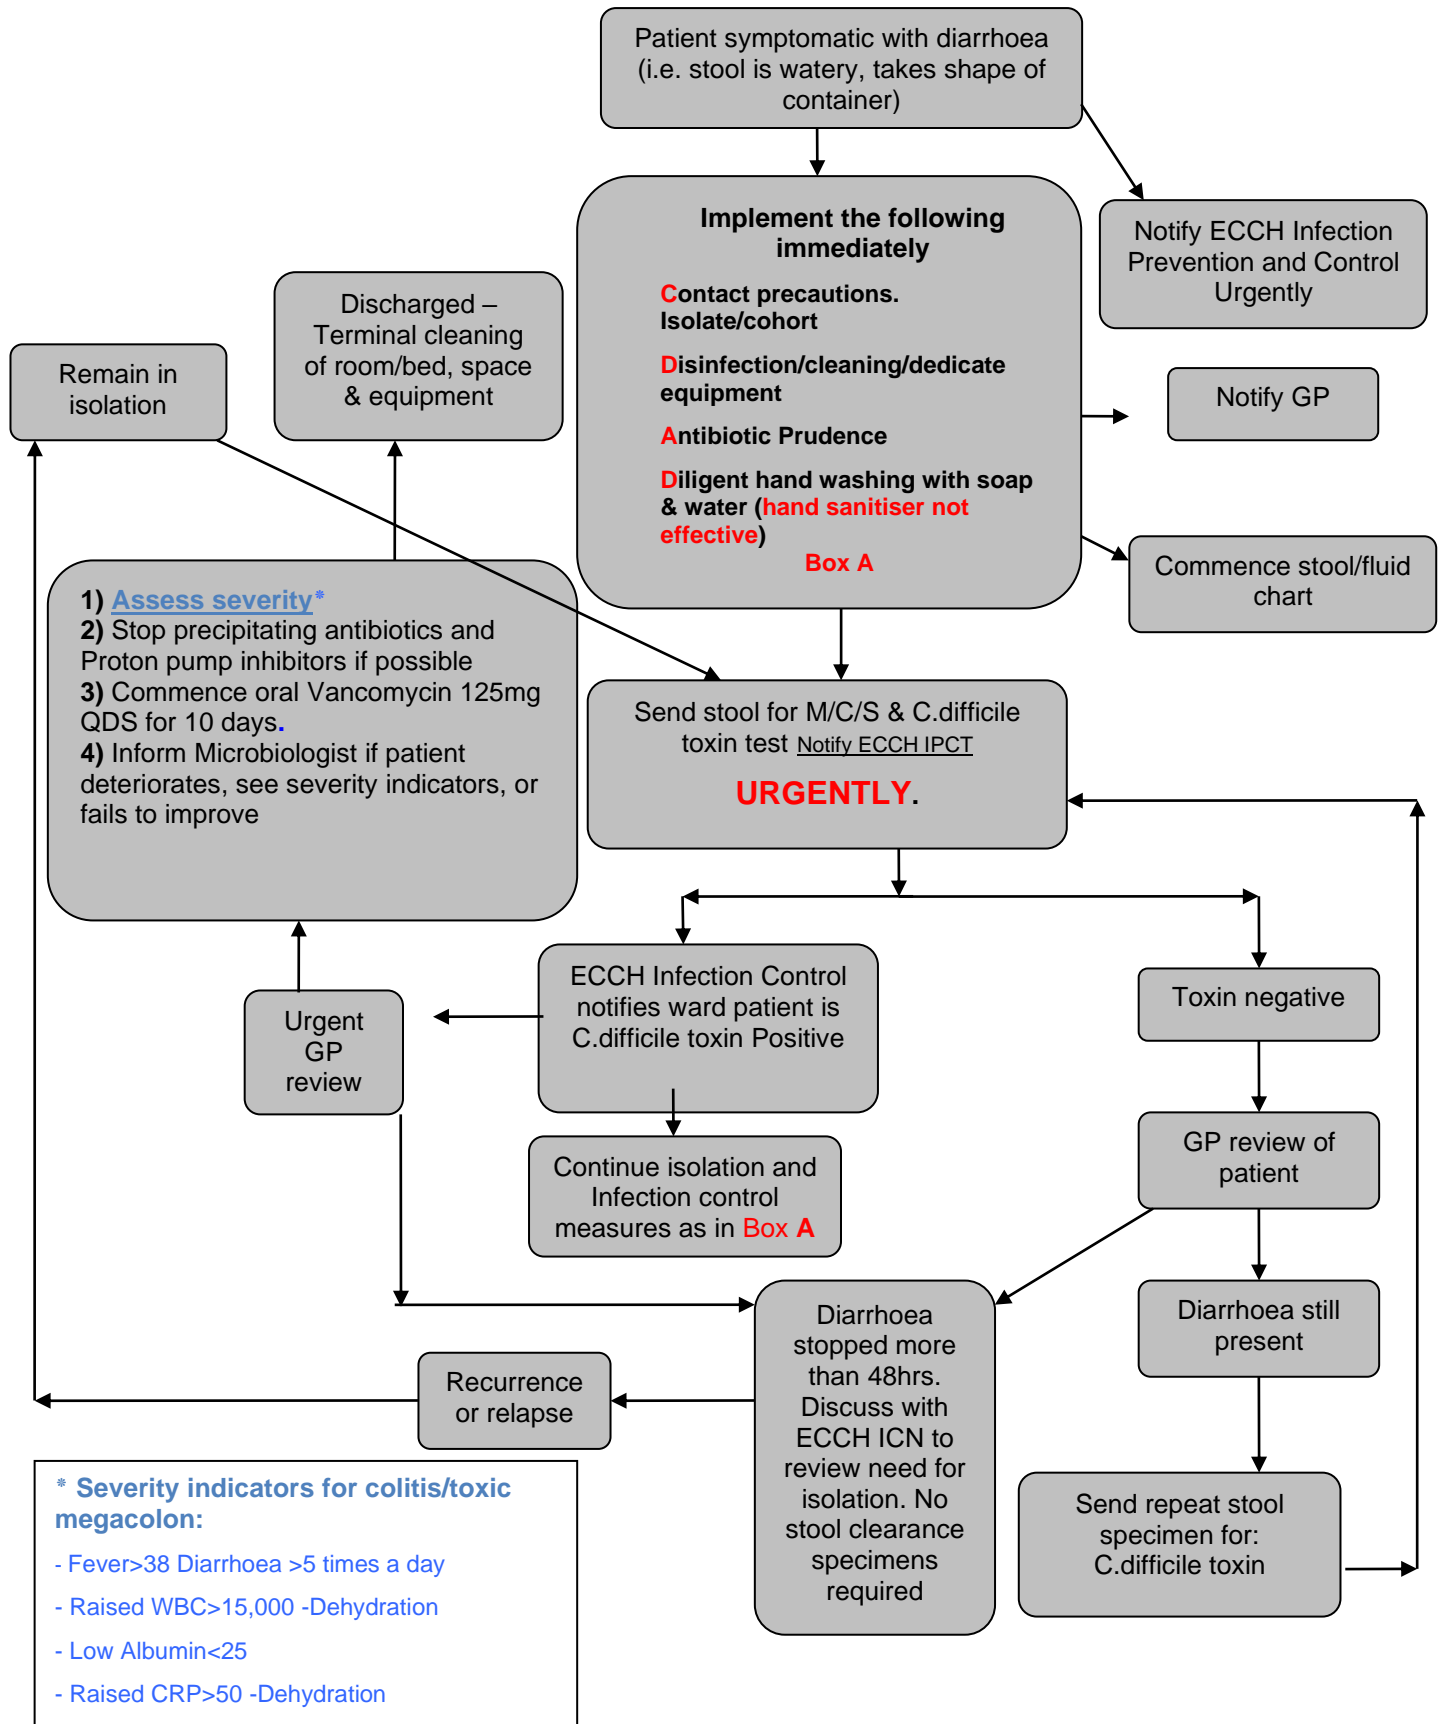 Patient symptomatic with diarrhoea
(i.e. stool is watery, takes shape of
container)
Implement the following
immediately
Contact precautions.
Isolate/cohort
Disinfection/cleaning/dedicate
equipment
Antibiotic Prudence
Diligent hand washing with soap
& water (hand sanitiser not
effective)
Box A
Notify ECCH Infection
Prevention and Control
Urgently
Notify GP
Commence stool/fluid
chart
Discharged –
Terminal cleaning
of room/bed, space
& equipment
Remain in
isolation
1) Assess severity*
2) Stop precipitating antibiotics and
Proton pump inhibitors if possible
3) Commence oral Vancomycin 125mg
QDS for 10 days.
4) Inform Microbiologist if patient
deteriorates, see severity indicators, or
fails to improve
Send stool for M/C/S & C.difficile
toxin test Notify ECCH IPCT
URGENTLY.
ECCH Infection Control
notifies ward patient is
C.difficile toxin Positive
Toxin negative
Urgent
GP
review
Continue isolation and
Infection control
measures as in Box A
GP review of
patient
Diarrhoea still
present
Diarrhoea
stopped more
than 48hrs.
Discuss with
ECCH ICN to
review need for
isolation. No
stool clearance
specimens
required
Recurrence
or relapse
Send repeat stool
specimen for:
C.difficile toxin
* Severity indicators for colitis/toxic
megacolon:
- Fever>38 Diarrhoea >5 times a day
- Raised WBC>15,000 -Dehydration
- Low Albumin<25
- Raised CRP>50 -Dehydration